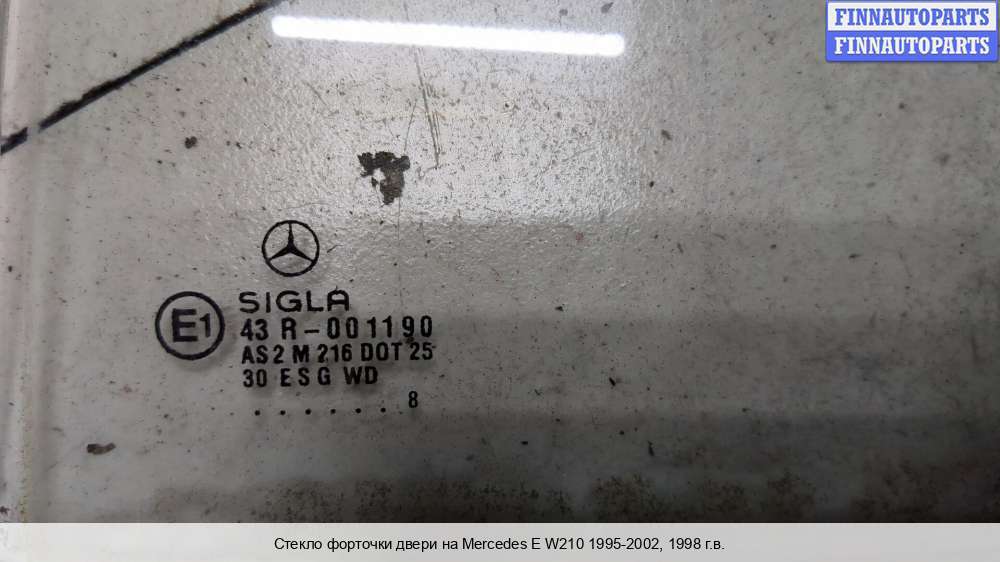 FINNAUTOPARTS
FINNAUTOPARTS
SIGLA
E1
43 R-001190
AS2 M 216 DOT 25
30 ESG WD
. . . . . . . 8
Стекло форточки двери на Mercedes E W210 1995-2002, 1998 г.в.